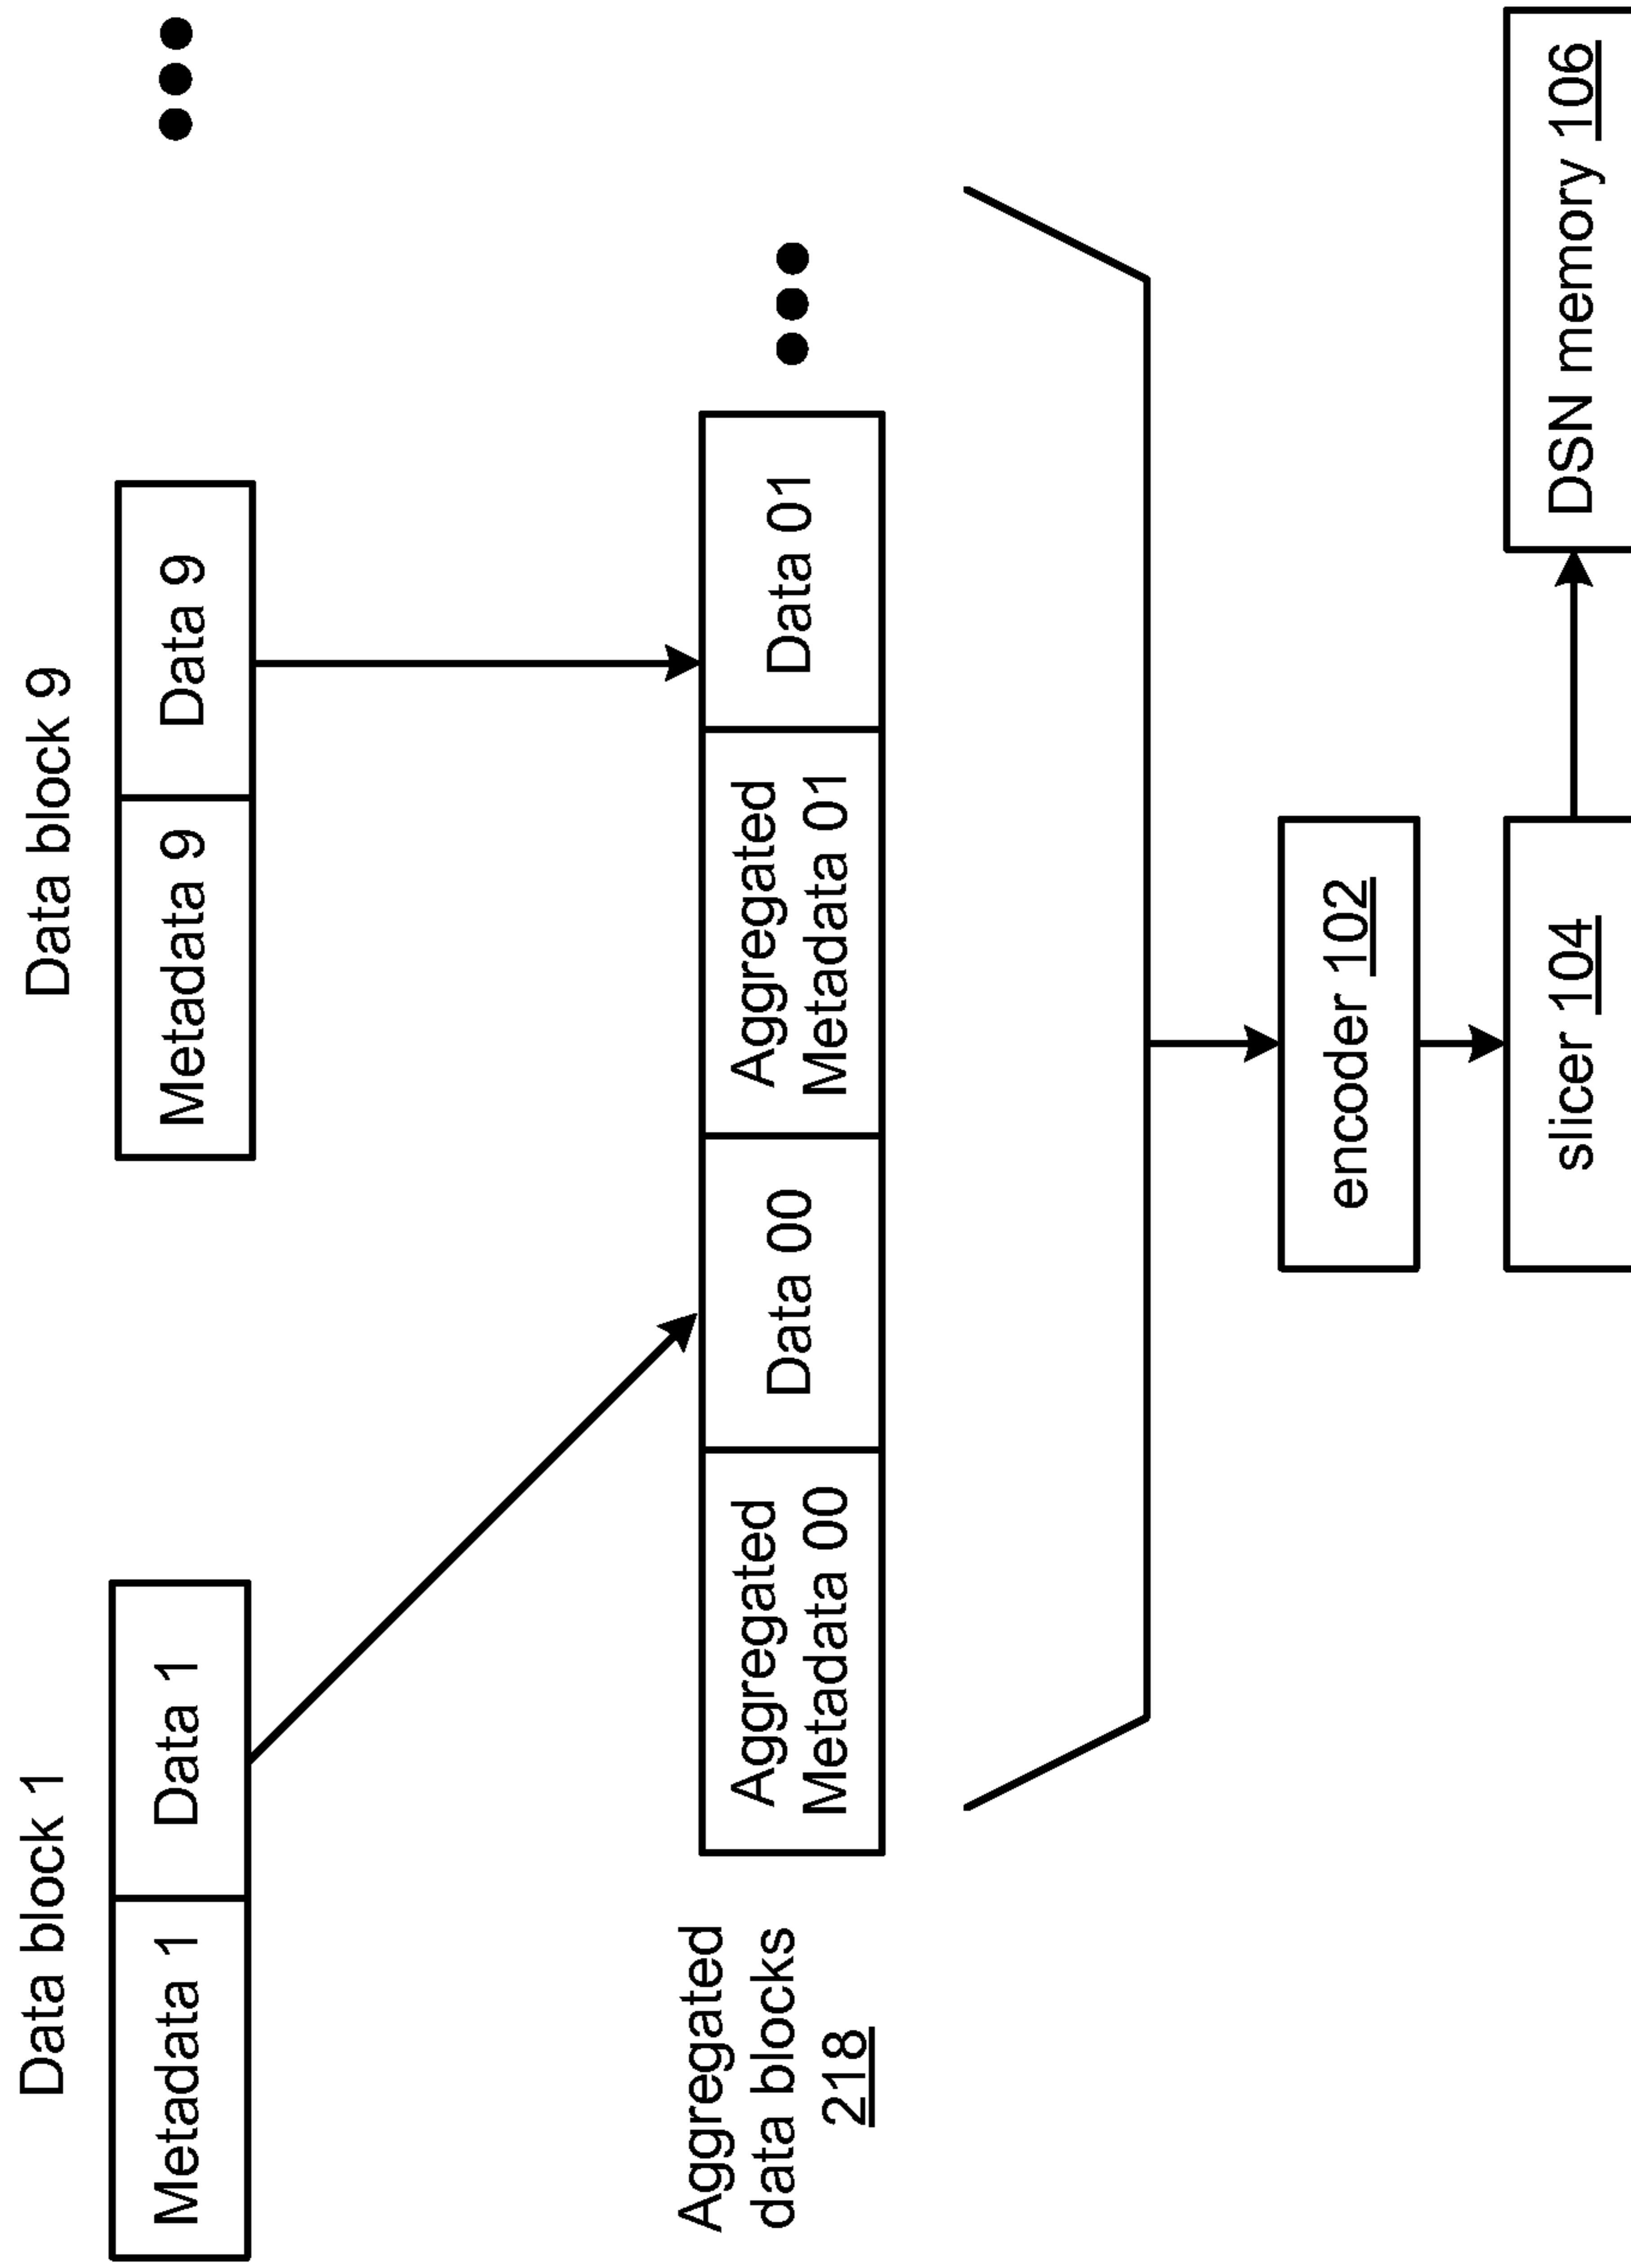 Data block 1
Data block 9
Metadata 1
Data 1
Metadata 9
Data 9
Aggregated
data blocks
218
Aggregated
Metadata 00
Data 00
Aggregated
Metadata 01
Data 01
encoder 102
slicer 104
DSN memory 106